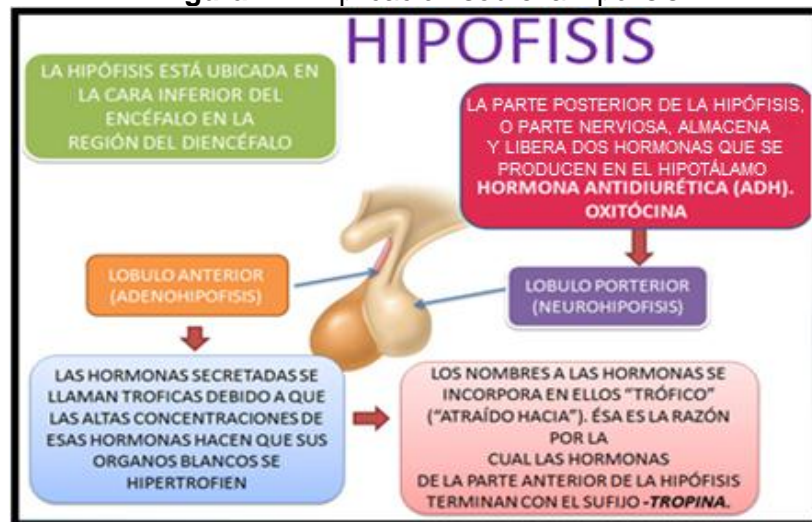 HIPOFISIS
LA HIPÓFISIS ESTÁ UBICADA EN
LA CARA INFERIOR DEL
ENCÉFALO EN LA
REGIÓN DEL DIENCÉFALO
LA PARTE POSTERIOR DE LA HIPÓFISIS,
O PARTE NERVIOSA, ALMACENA
Y LIBERA DOS HORMONAS QUE SE
PRODUCEN EN EL HIPOTÁLAMO
HORMONA ANTIDIURÉTICA (ADH).
OXITÓCINA
LOBULO ANTERIOR
(ADENOHIPOFISIS)
LOBULO PORTERIOR
(NEUROHIPOFISIS)
LAS HORMONAS SECRETADAS SE
LLAMAN TROFICAS DEBIDO A QUE
LAS ALTAS CONCENTRACIONES DE
ESAS HORMONAS HACEN QUE SUS
ORGANOS BLANCOS SE
HIPERTROFIEN
LOS NOMBRES A LAS HORMONAS SE
INCORPORA EN ELLOS "TRÓFICO"
("ATRAÍDO HACIA"). ÉSA ES LA RAZÓN
POR LA
CUAL LAS HORMONAS
DE LA PARTE ANTERIOR DE LA HIPÓFISIS
TERMINAN CON EL SUFIJO -TROPINA.